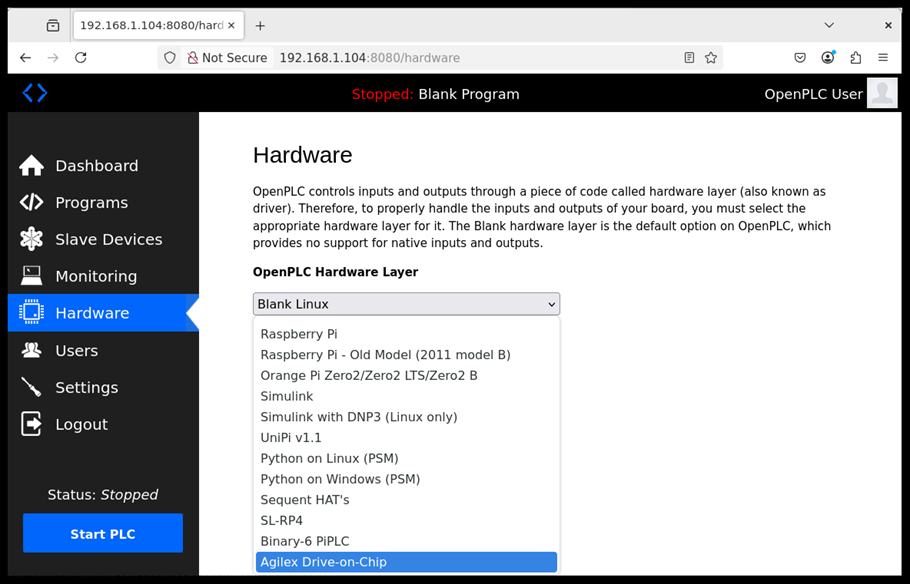 192.168.1.104:8080/hard
Not Secure 192.168.1.104:8080/hardware
Stopped: Blank Program
OpenPLC User
Dashboard
Programs
Slave Devices
Monitoring
Hardware
Users
Settings
Logout
Status: Stopped
Start PLC
Hardware
OpenPLC controls inputs and outputs through a piece of code called hardware layer (also known as
driver). Therefore, to properly handle the inputs and outputs of your board, you must select the
appropriate hardware layer for it. The Blank hardware layer is the default option on OpenPLC, which
provides no support for native inputs and outputs.
OpenPLC Hardware Layer
Blank Linux
Raspberry Pi
Raspberry Pi - Old Model (2011 model B)
Orange Pi Zero2/Zero2 LTS/Zero2 B
Simulink
Simulink with DNP3 (Linux only)
UniPi v1.1
Python on Linux (PSM)
Python on Windows (PSM)
Sequent HAT's
SL-RP4
Binary-6 PiPLC
Agilex Drive-on-Chip